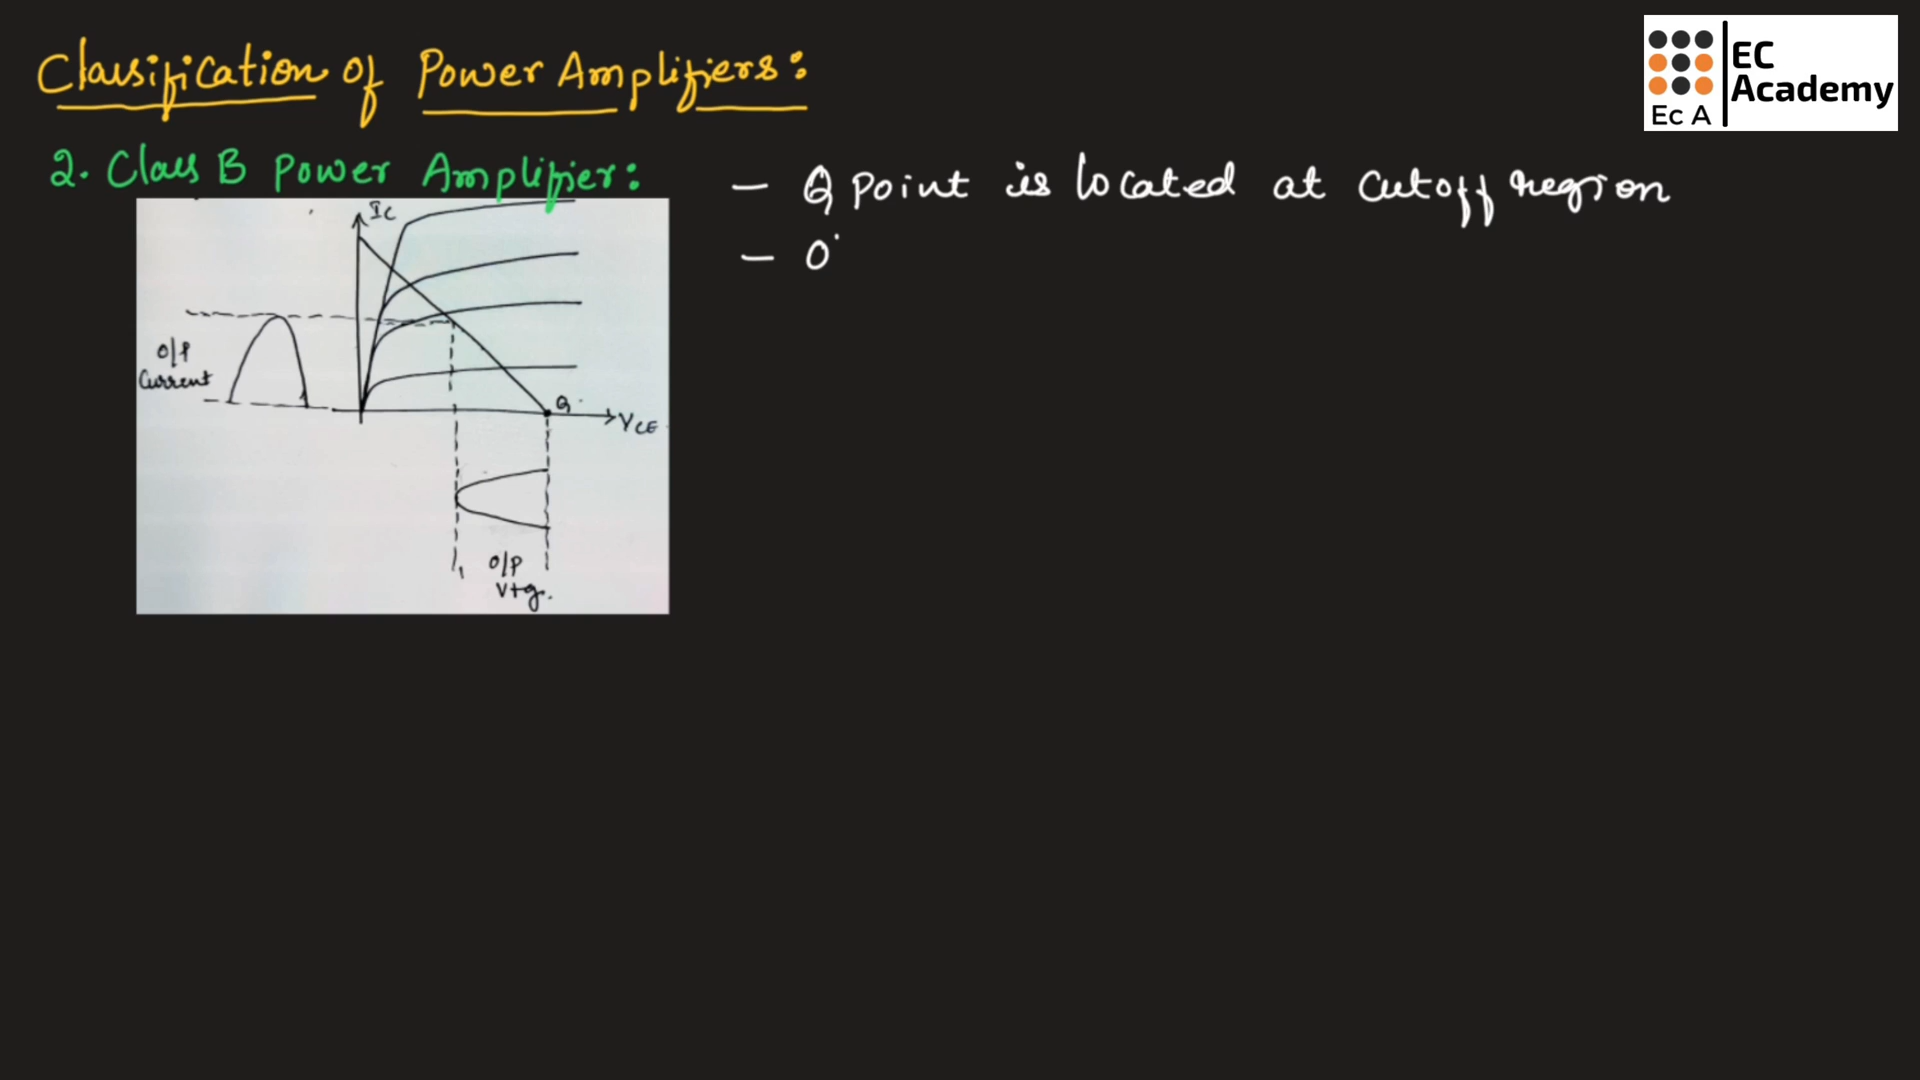 Classification of Power Amplifiers:
EC
Academy
Ec A
2. Class B Power Amplifier:
- Q point is located at cutoff region
- O
Ic
O/P
Current
Q
VCE
O/P
Vtg.